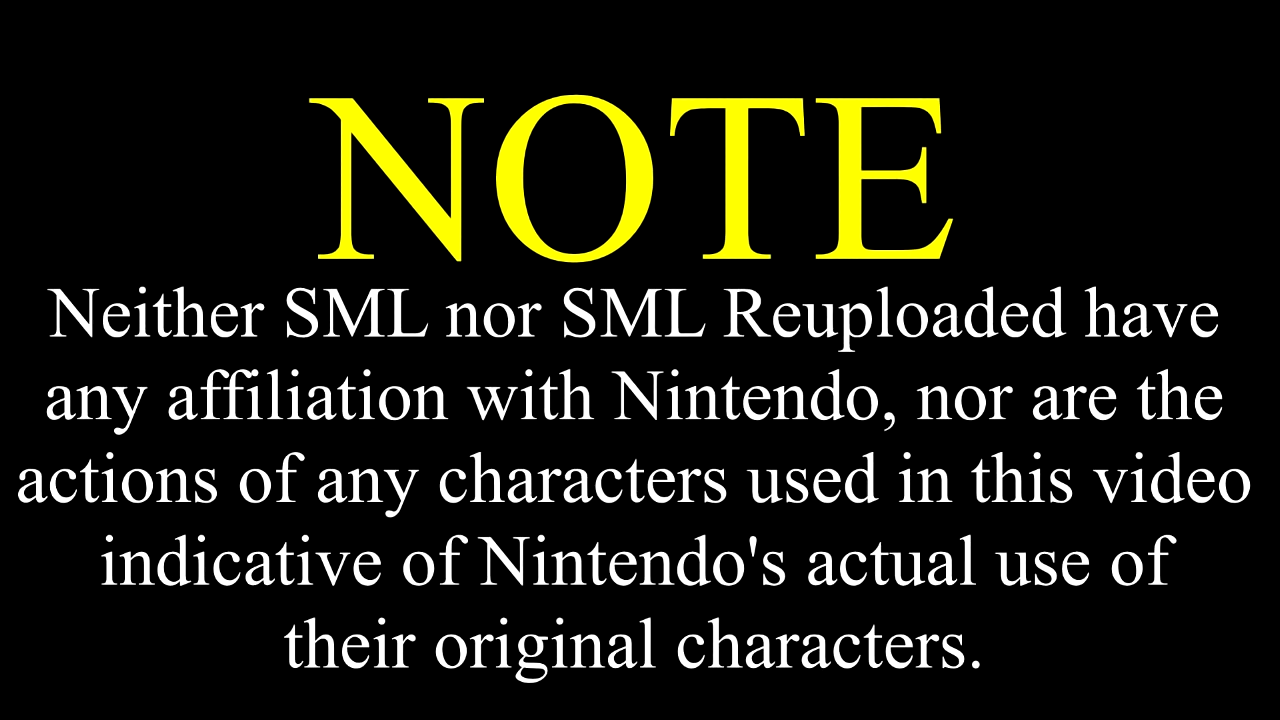 NOTE
Neither SML nor SML Reuploaded have
any affiliation with Nintendo, nor are the
actions of any characters used in this video
indicative of Nintendo's actual use of
their original characters.